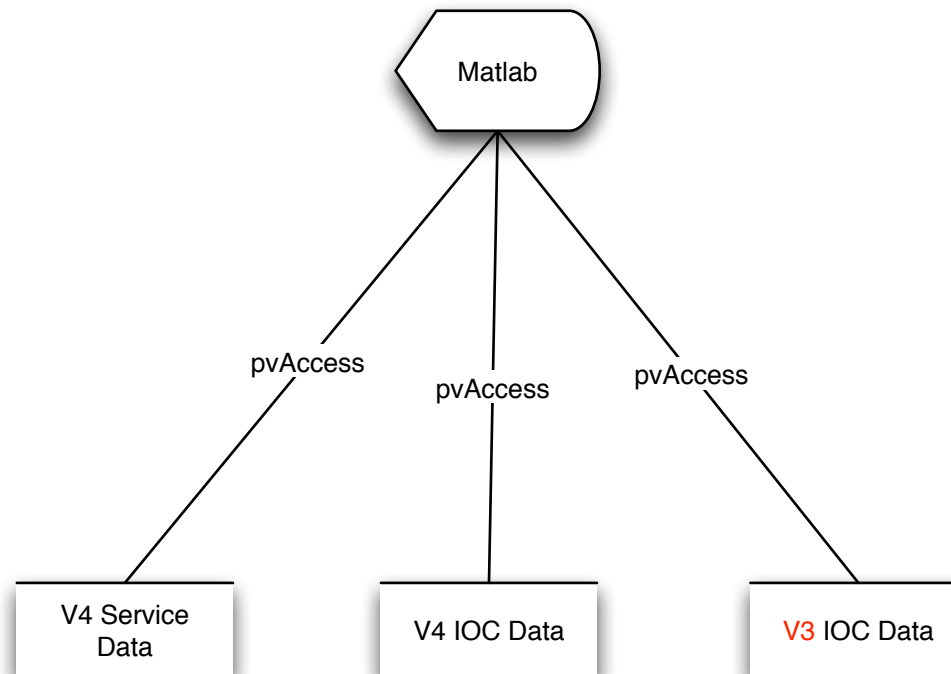 Matlab
pvAccess
pvAccess
pvAccess
V4 Service
Data
V4 IOC Data
V3 IOC Data